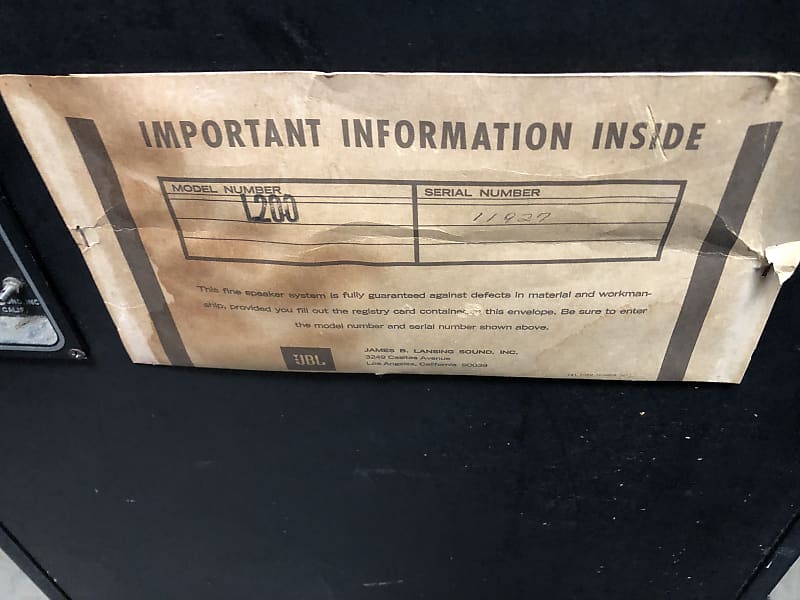 IMPORTANT INFORMATION INSIDE
MODEL NUMBER
L200
SERIAL NUMBER
11927
This fine speaker system is fully guaranteed against defects in material and workman-
ship, provided you fill out the registry card contained in this envelope. Be sure to enter
the model number and serial number shown above.
JBL
JAMES B. LANSING SOUND, INC.
3249 Casitas Avenue
Los Angeles, California 90039
OUND, INC
CALIF